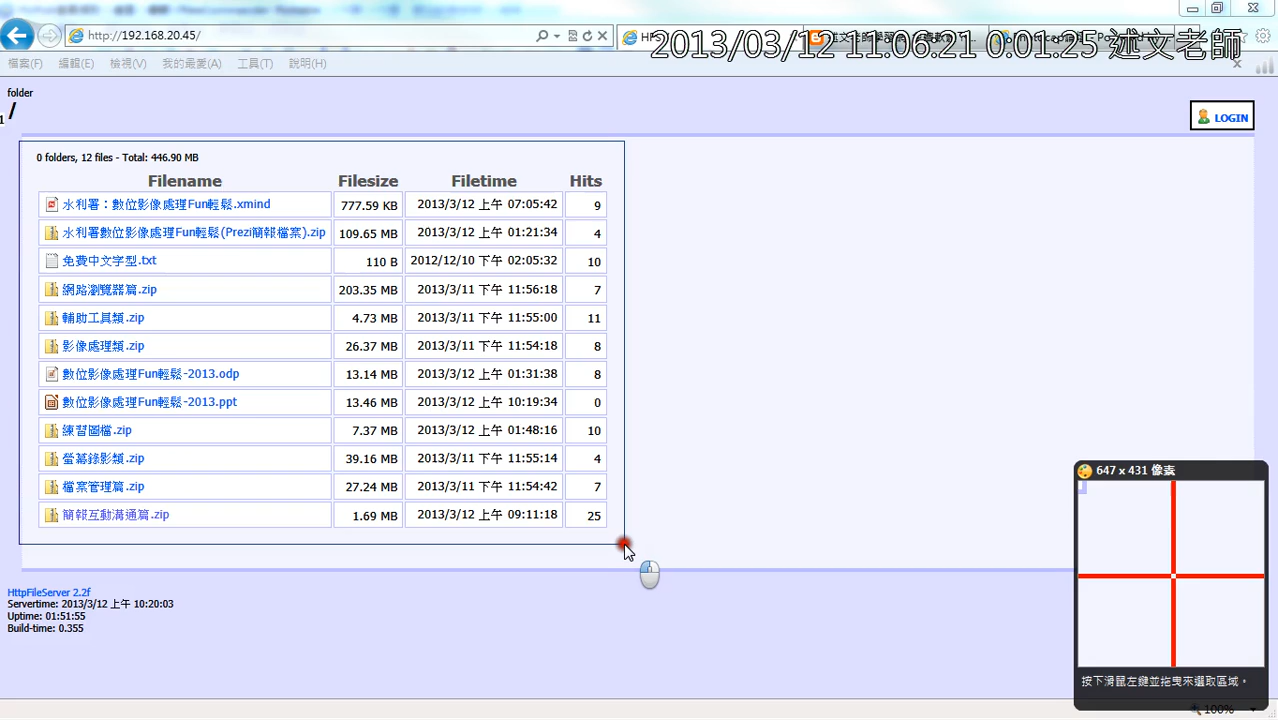 http://192.168.20.45/
2013/03/12 11:06:21 0:01:25 述文老師
檔案(F) 編輯(E) 檢視(V) 我的最愛(A) 工具(T) 說明(H)
folder
/
LOGIN
0 folders, 12 files - Total: 446.90 MB
Filename Filesize Filetime Hits
水利署：數位影像處理Fun輕鬆.xmind 777.59 KB 2013/3/12 上午 07:05:42 9
水利署數位影像處理Fun輕鬆(Prezi簡報檔案).zip 109.65 MB 2013/3/12 上午 01:21:34 4
免費中文字型.txt 110 B 2012/12/10 下午 02:05:32 10
網路瀏覽器篇.zip 203.35 MB 2013/3/11 下午 11:56:18 7
輔助工具類.zip 4.73 MB 2013/3/11 下午 11:55:00 11
影像處理類.zip 26.37 MB 2013/3/11 下午 11:54:18 8
數位影像處理Fun輕鬆-2013.odp 13.14 MB 2013/3/12 上午 01:31:38 8
數位影像處理Fun輕鬆-2013.ppt 13.46 MB 2013/3/12 上午 10:19:34 0
練習圖檔.zip 7.37 MB 2013/3/12 上午 01:48:16 10
螢幕錄影類.zip 39.16 MB 2013/3/11 下午 11:55:14 4
檔案管理篇.zip 27.24 MB 2013/3/11 下午 11:54:42 7
簡報互動溝通篇.zip 1.69 MB 2013/3/12 上午 09:11:18 25
647 x 431 像素
按下滑鼠左鍵並拖曳來選取區域。
HttpFileServer 2.2f
Servertime: 2013/3/12 上午 10:20:03
Uptime: 01:51:55
Build-time: 0.355
100%